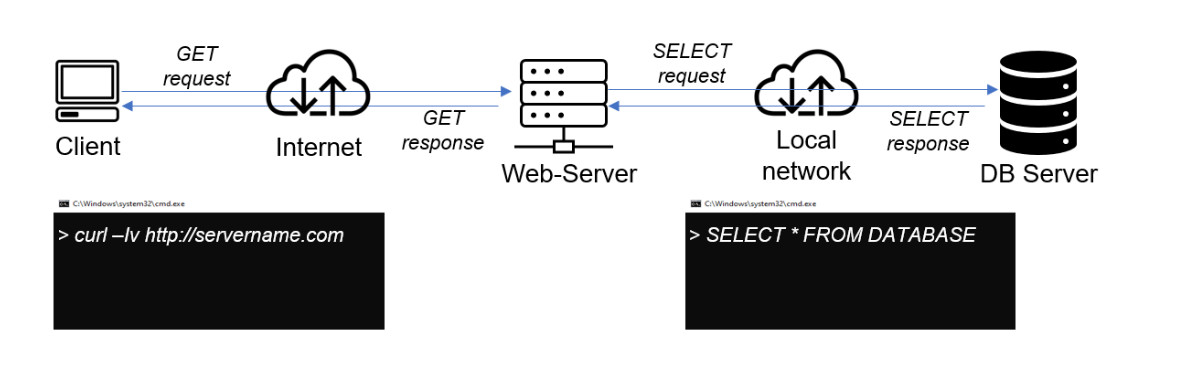 GET
request
SELECT
request
GET
response
SELECT
response
Client
Internet
Web-Server
Local
network
DB Server
C:\Windows\system32\cmd.exe
> curl –Iv http://servername.com
C:\Windows\system32\cmd.exe
> SELECT * FROM DATABASE